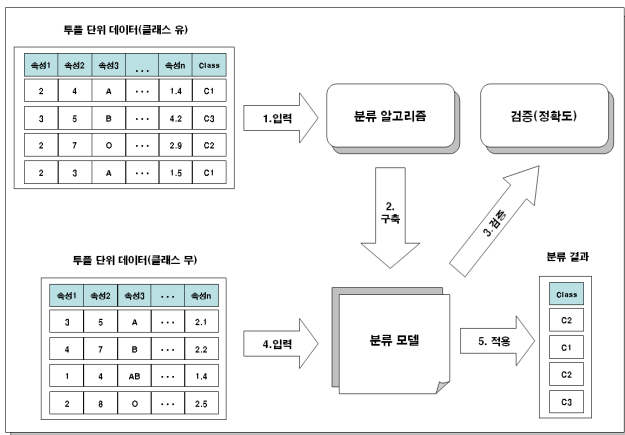 투플 단위 데이터(클래스 유)
속성1 속성2 속성3 ... 속성n Class
2 4 A ··· 1.4 C1
3 5 B ··· 4.2 C3
2 7 O ··· 2.9 C2
2 3 A ··· 1.5 C1
1.입력
분류 알고리즘
검증(정확도)
2.
구축
3.검증
투플 단위 데이터(클래스 무)
속성1 속성2 속성3 ··· 속성n
3 5 A ··· 2.1
4 7 B ··· 2.2
1 4 AB ··· 1.4
2 8 O ··· 2.5
4.입력
분류 모델
5. 적용
분류 결과
Class
C2
C1
C2
C3